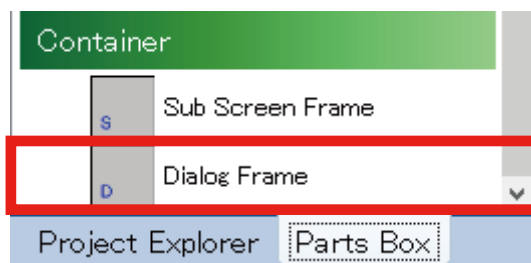 Container
S
Sub Screen Frame
D
Dialog Frame
Project Explorer Parts Box